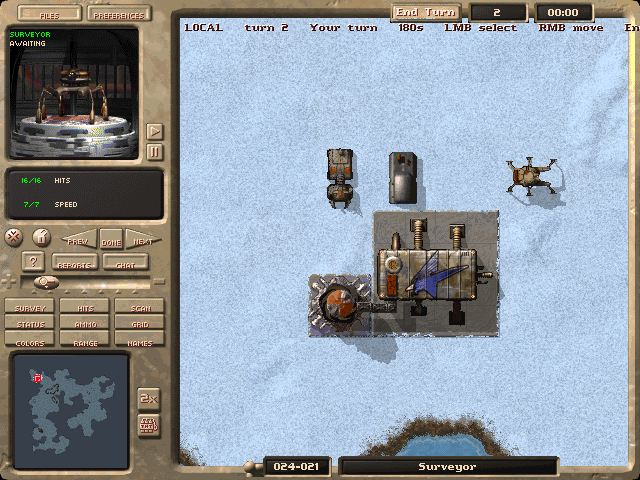 FILES PREFERENCES End Turn 2 00:00
LOCAL turn 2 Your turn 180s LMB select RMB move En
SURVEYOR
AWAITING
16/16 HITS
7/7 SPEED
PREV DONE NEXT
? REPORTS CHAT
SURVEY HITS SCAN
STATUS AMMO GRID
COLORS RANGE NAMES
2x
024-021 Surveyor